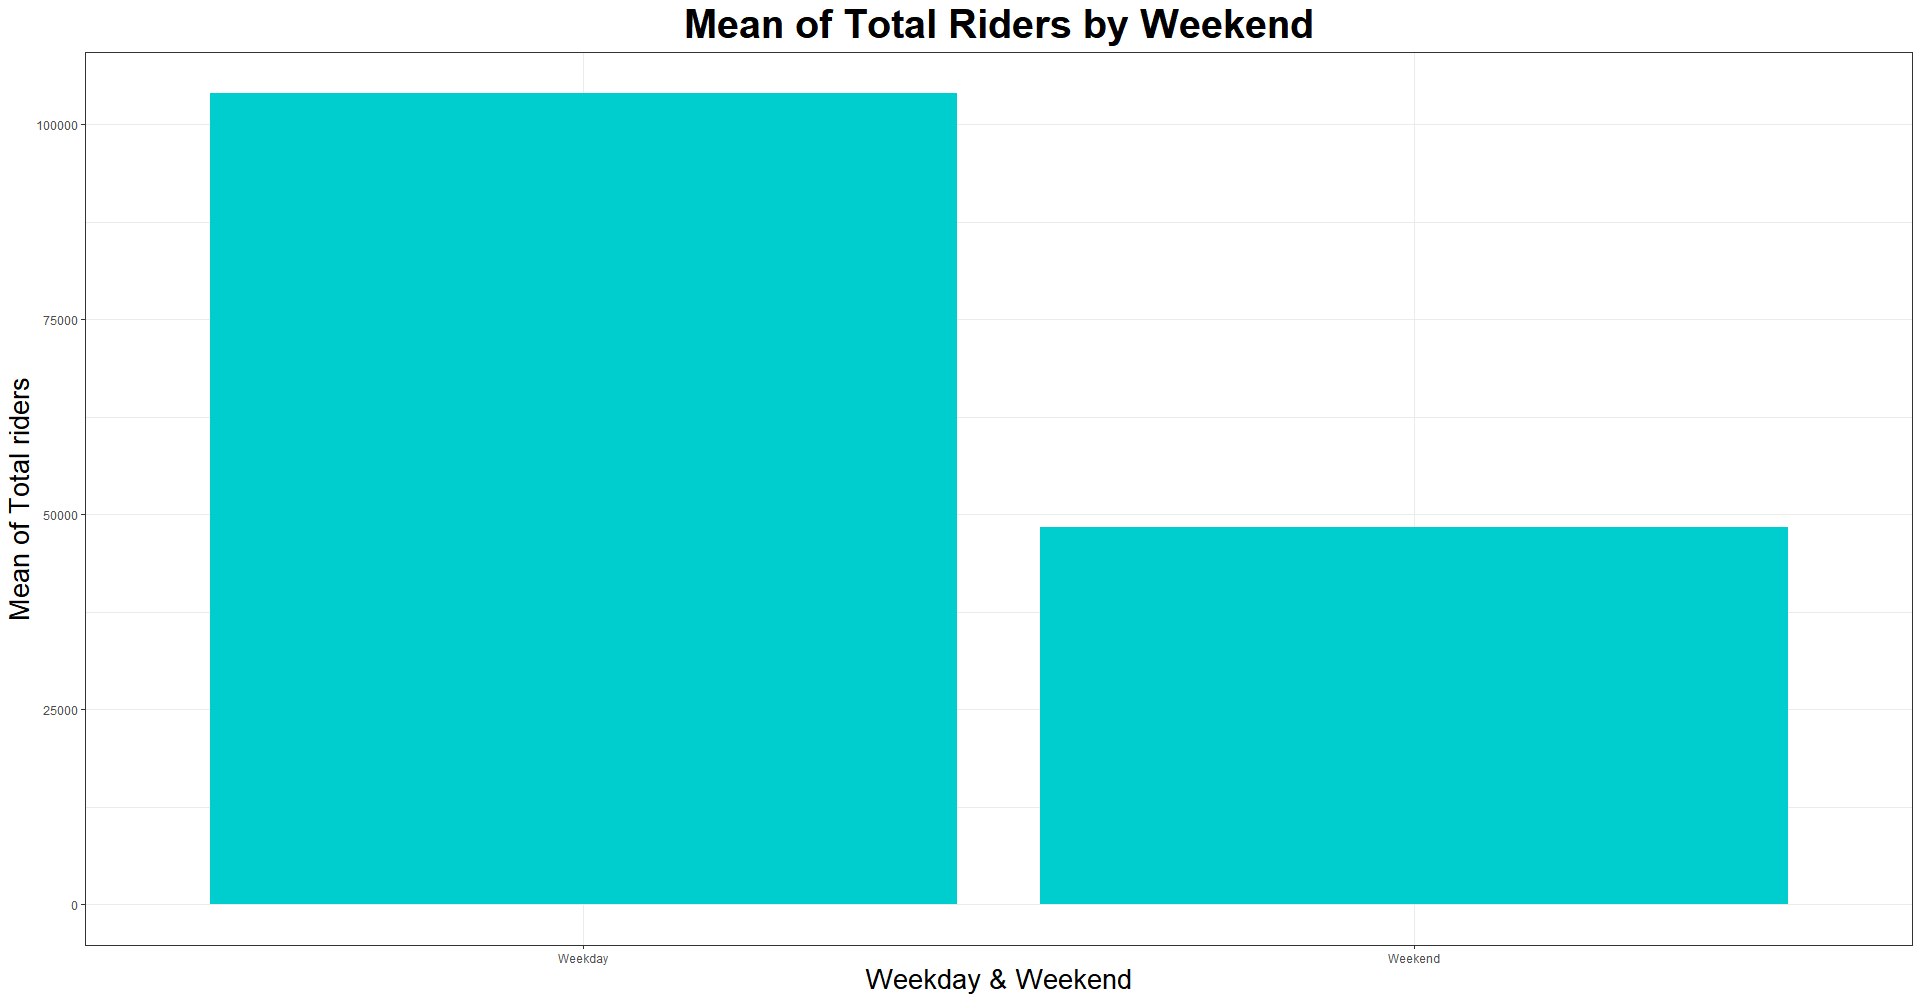 Mean of Total Riders by Weekend
100000
75000
50000
25000
0
Mean of Total riders
Weekday
Weekend
Weekday & Weekend